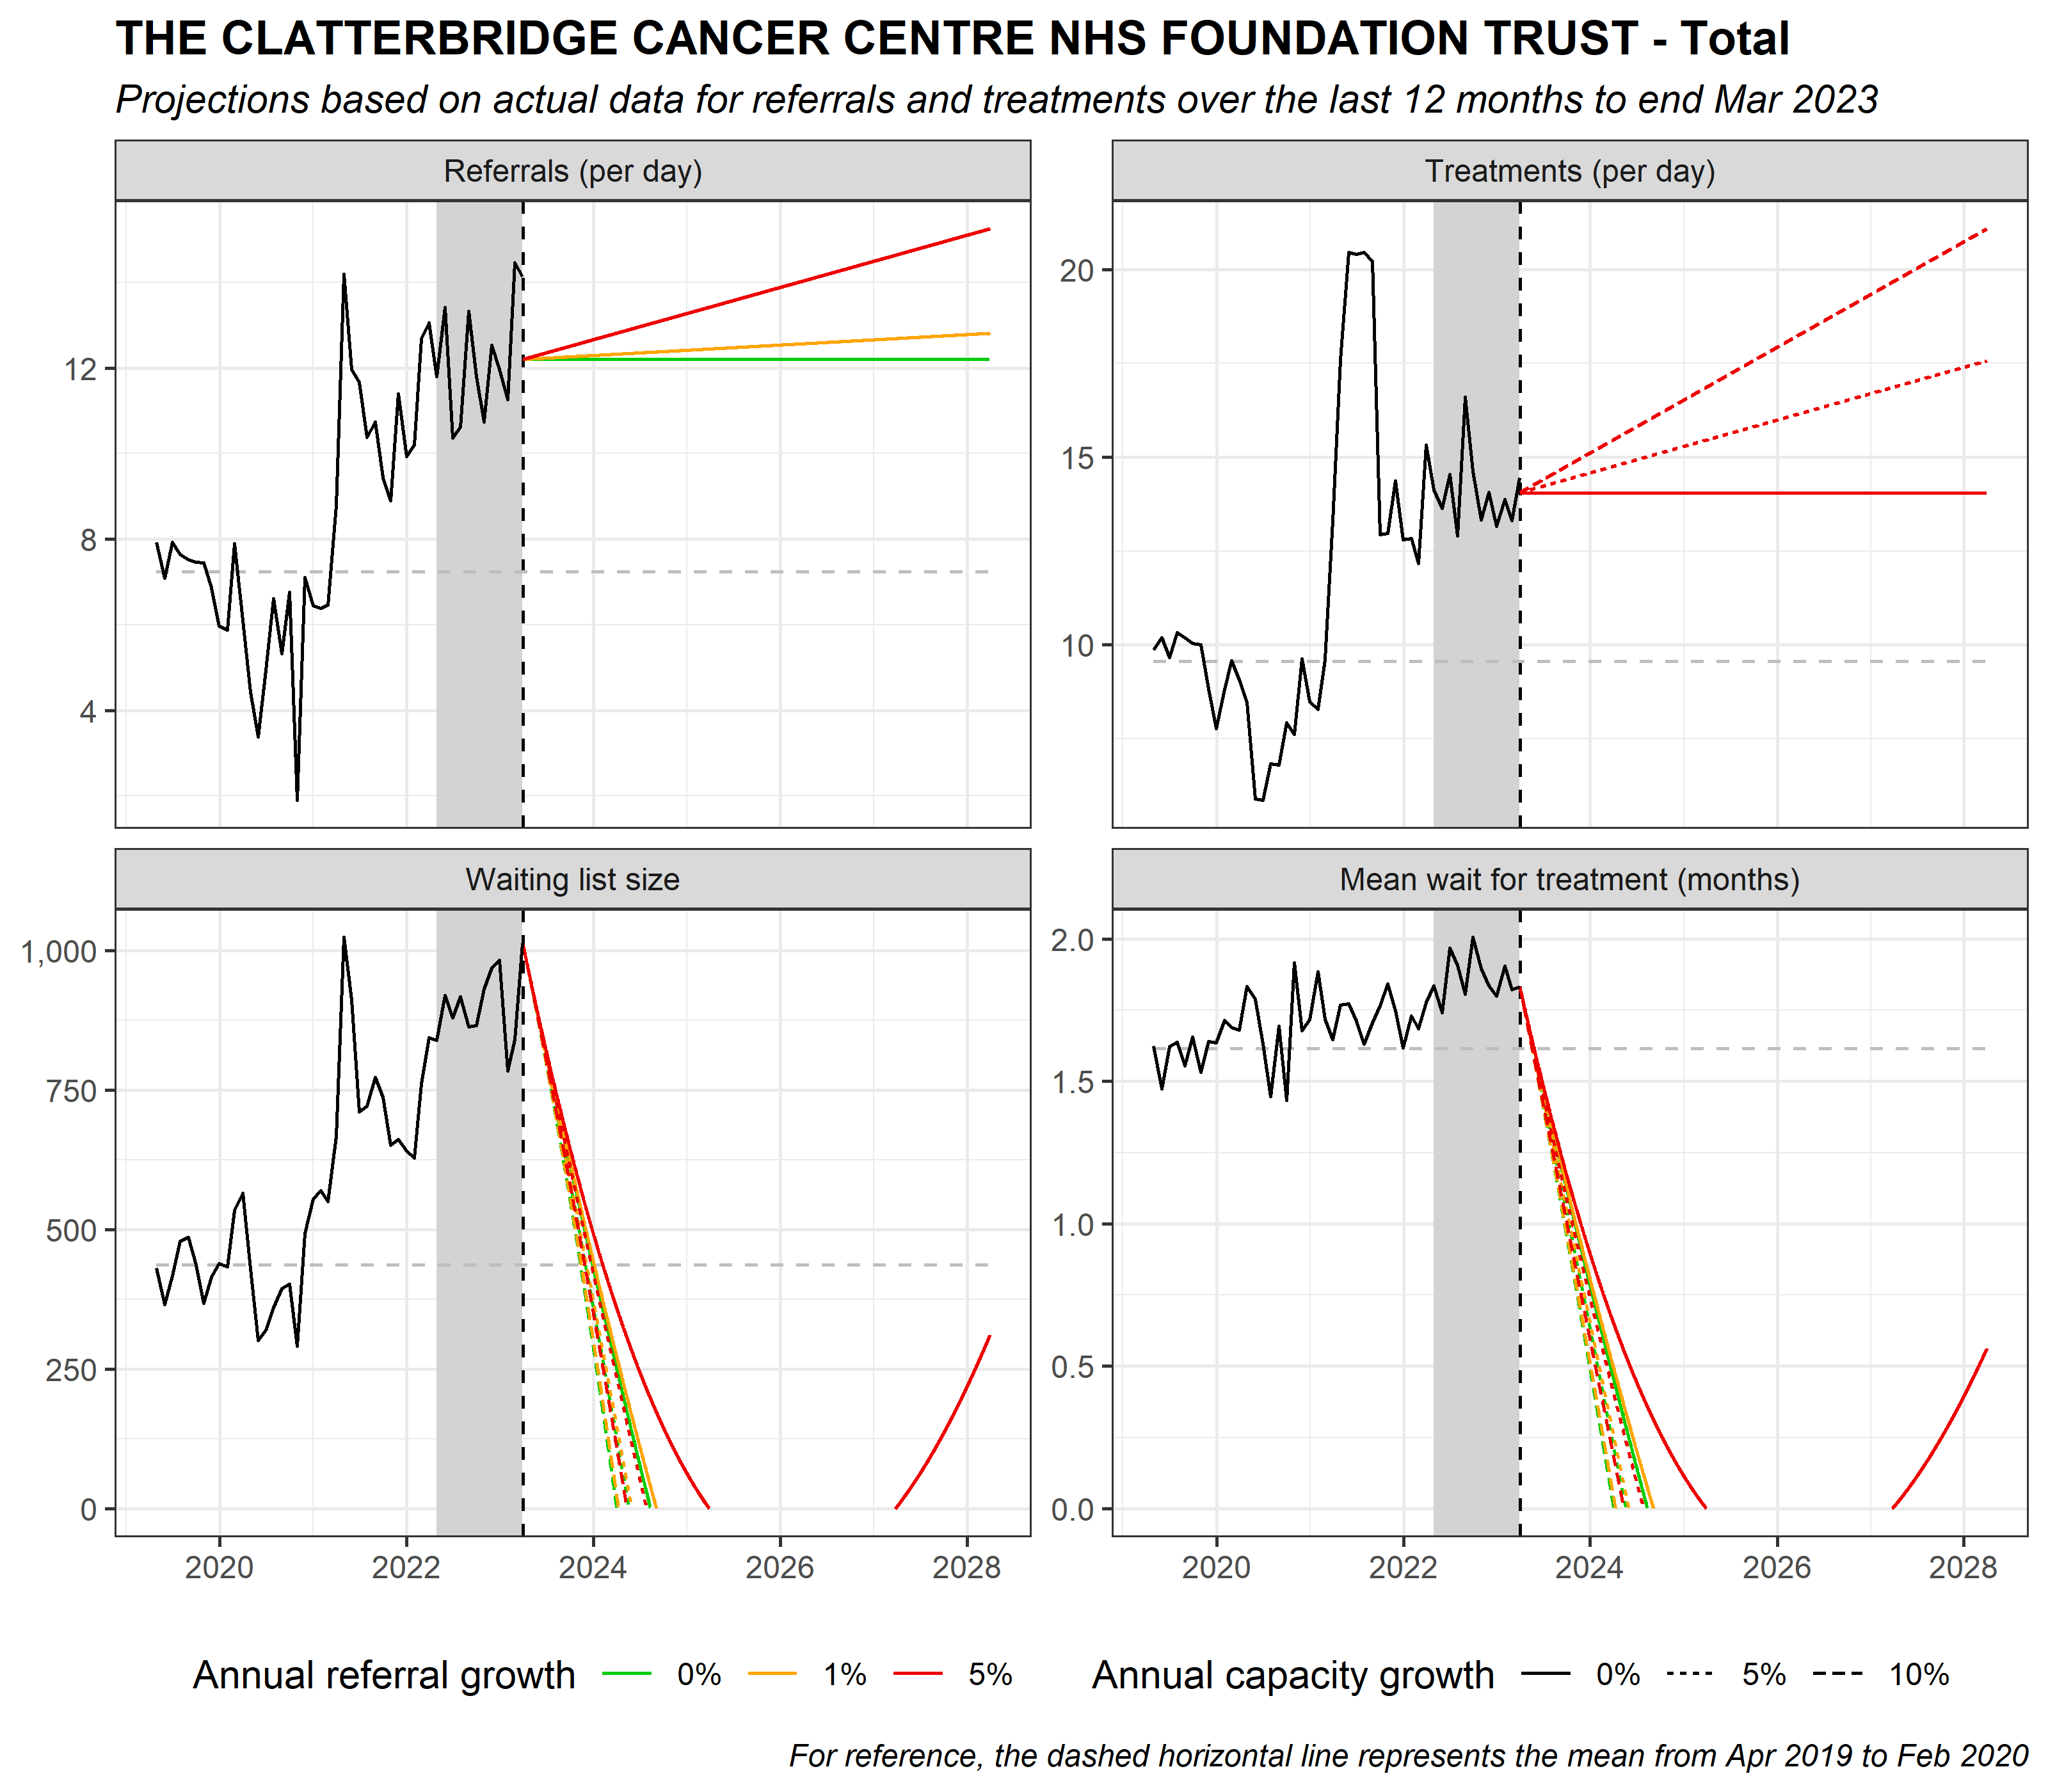 THE CLATTERBRIDGE CANCER CENTRE NHS FOUNDATION TRUST - Total
Projections based on actual data for referrals and treatments over the last 12 months to end Mar 2023
Referrals (per day)
12
8
4
Treatments (per day)
20
15
10
Waiting list size
1,000
750
500
250
0
2020 2022 2024 2026 2028
Mean wait for treatment (months)
2.0
1.5
1.0
0.5
0.0
2020 2022 2024 2026 2028
Annual referral growth 0% 1% 5%
Annual capacity growth 0% 5% 10%
For reference, the dashed horizontal line represents the mean from Apr 2019 to Feb 2020